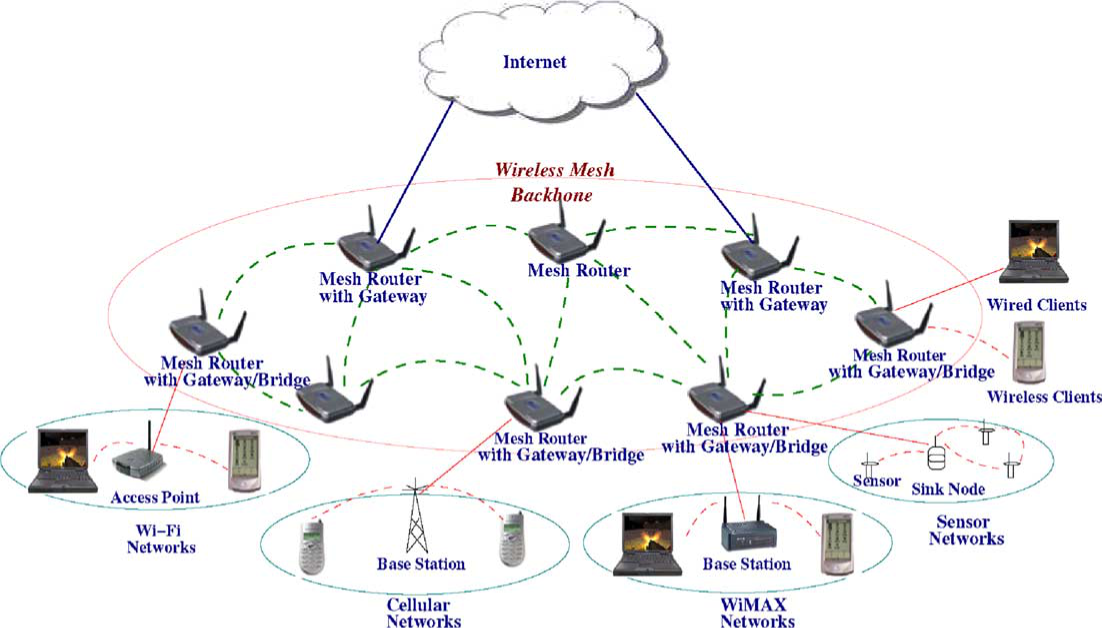 Internet
Wireless Mesh
Backbone
Mesh Router
with Gateway
Mesh Router
Mesh Router
with Gateway
Wired Clients
Mesh Router
with Gateway/Bridge
Mesh Router
with Gateway/Bridge
Wireless Clients
Mesh Router
with Gateway/Bridge
Mesh Router
with Gateway/Bridge
Access Point
Wi-Fi
Networks
Base Station
Cellular
Networks
Base Station
WiMAX
Networks
Sensor
Sink Node
Sensor
Networks